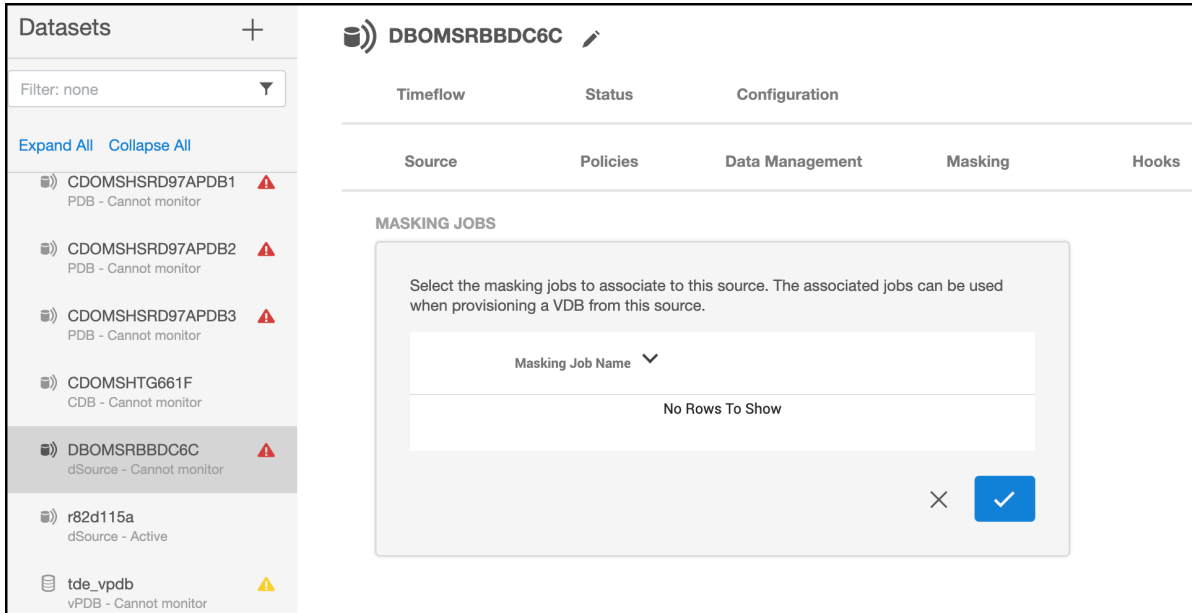 Datasets
Filter: none
Expand All Collapse All
CDOMSHSRD97APDB1
PDB - Cannot monitor
CDOMSHSRD97APDB2
PDB - Cannot monitor
CDOMSHSRD97APDB3
PDB - Cannot monitor
CDOMSHTG661F
CDB - Cannot monitor
DBOMSRBBDC6C
dSource - Cannot monitor
r82d115a
dSource - Active
tde_vpdb
vPDB - Cannot monitor
DBOMSRBBDC6C
Timeflow Status Configuration
Source Policies Data Management Masking Hooks
MASKING JOBS
Select the masking jobs to associate to this source. The associated jobs can be used
when provisioning a VDB from this source.
Masking Job Name
No Rows To Show